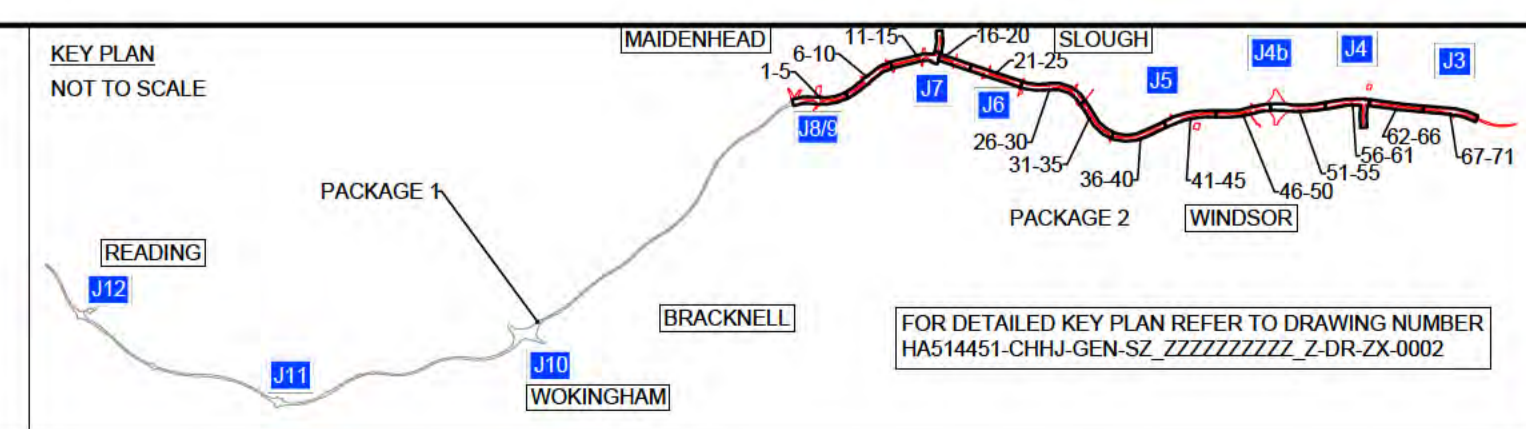 KEY PLAN
NOT TO SCALE
MAIDENHEAD
SLOUGH
1-5
6-10
11-15
16-20
21-25
26-30
31-35
36-40
41-45
46-50
51-55
56-61
62-66
67-71
J8/9
J7
J6
J5
J4b
J4
J3
PACKAGE 1
PACKAGE 2
WINDSOR
READING
J12
J11
J10
WOKINGHAM
BRACKNELL
FOR DETAILED KEY PLAN REFER TO DRAWING NUMBER
HA514451-CHHJ-GEN-SZ_ZZZZZZZZZZ_Z-DR-ZX-0002